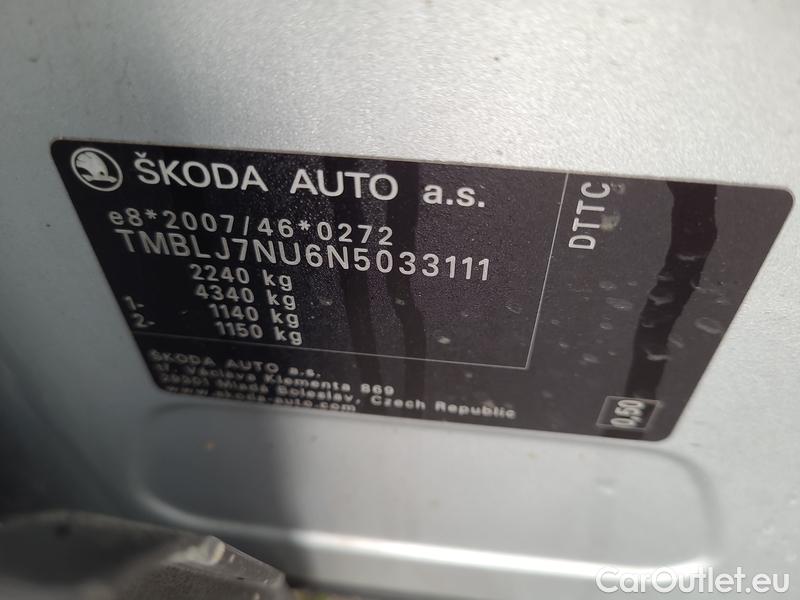 ŠKODA AUTO a.s.
e8*2007/46*0272
TMBLJ7NU6N5033111
2240 kg
4340 kg
1- 1140 kg
2- 1150 kg
ŠKODA AUTO a.s.
tř. Václava Klementa 869
29301 Mladá Boleslav, Czech Republic
www.skoda-auto.com
DTTC
0,50
CarOutlet.eu